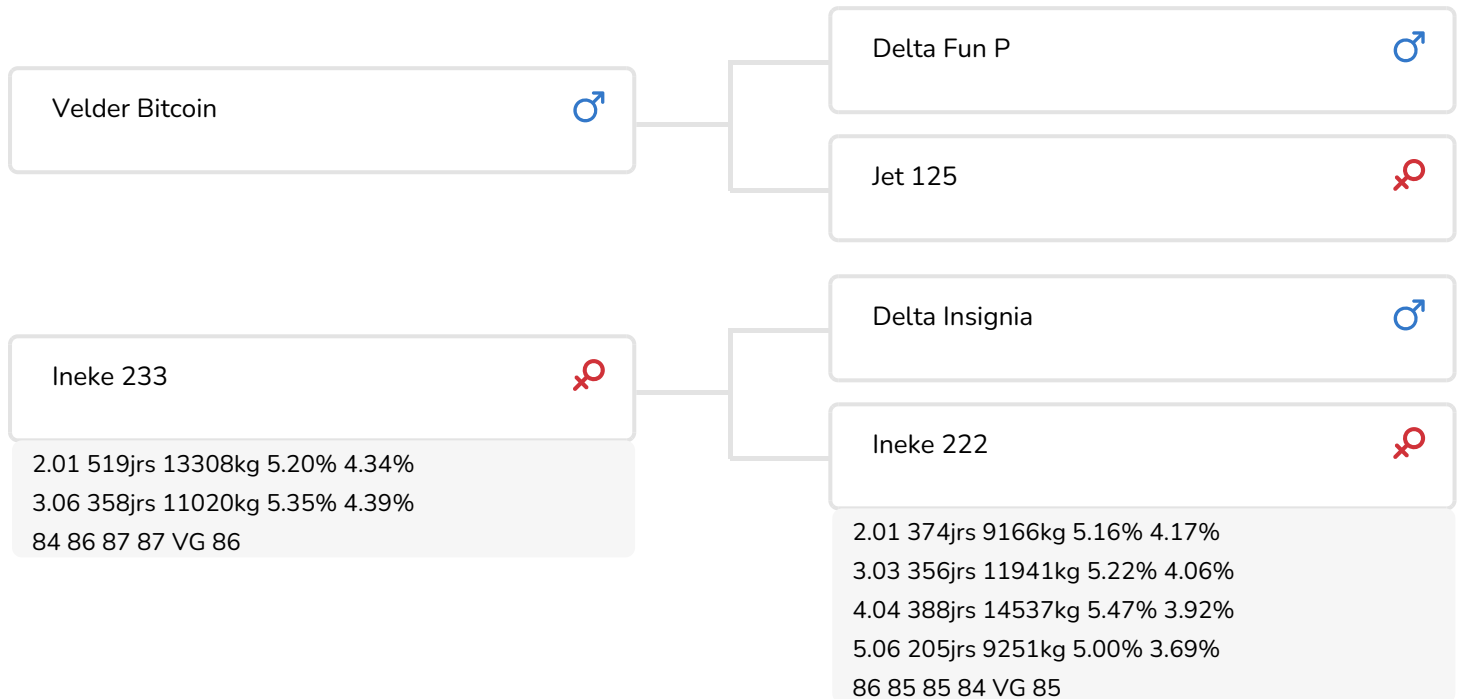 Velder Bitcoin
Delta Fun P
Jet 125
Ineke 233
2.01 519jrs 13308kg 5.20% 4.34%
3.06 358jrs 11020kg 5.35% 4.39%
84 86 87 87 VG 86
Delta Insignia
Ineke 222
2.01 374jrs 9166kg 5.16% 4.17%
3.03 356jrs 11941kg 5.22% 4.06%
4.04 388jrs 14537kg 5.47% 3.92%
5.06 205jrs 9251kg 5.00% 3.69%
86 85 85 84 VG 85